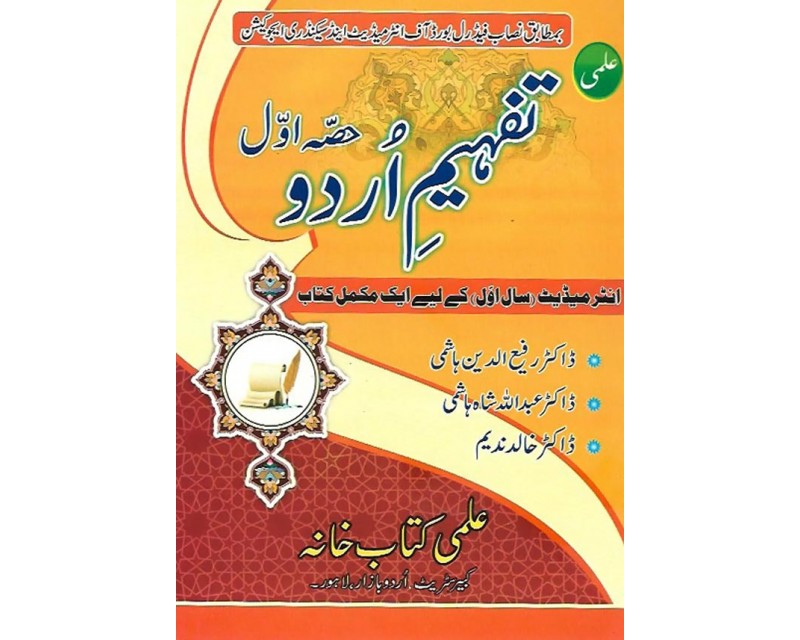 بمطابق نصاب فیڈرل بورڈ آف انٹرمیڈیٹ اینڈ سیکنڈری ایجوکیشن
علمی
تفہیمِ اُردو
حصّہ اوّل
انٹرمیڈیٹ (سال اوّل) کے لیے ایک مکمل کتاب
ڈاکٹر رفیع الدین ہاشمی
ڈاکٹر عبداللہ شاہ ہاشمی
ڈاکٹر خالد ندیم
علمی کتاب خانہ
کبیر سٹریٹ، اُردو بازار، لاہور۔